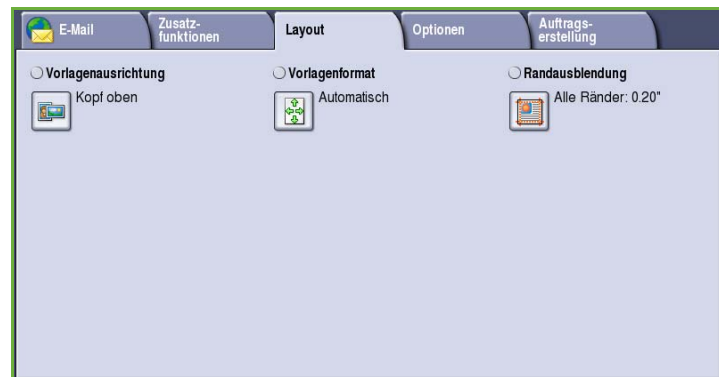 E-Mail
Zusatz-
funktionen
Layout
Optionen
Auftrags-
erstellung
Vorlagenausrichtung
Kopf oben
Vorlagenformat
Automatisch
Randausblendung
Alle Ränder: 0.20"